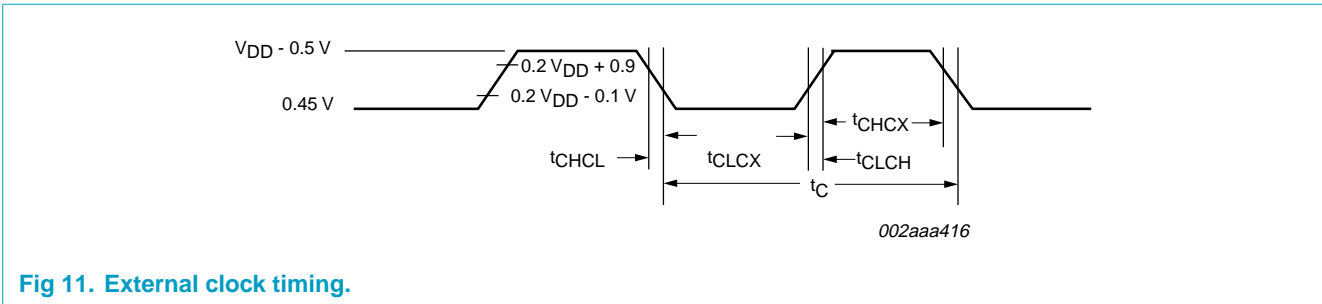 VDD - 0.5 V
0.2 VDD + 0.9
0.2 VDD - 0.1 V
0.45 V
tCHCX
tCHCL
tCLCX
tCLCH
tC
002aaa416
Fig 11. External clock timing.